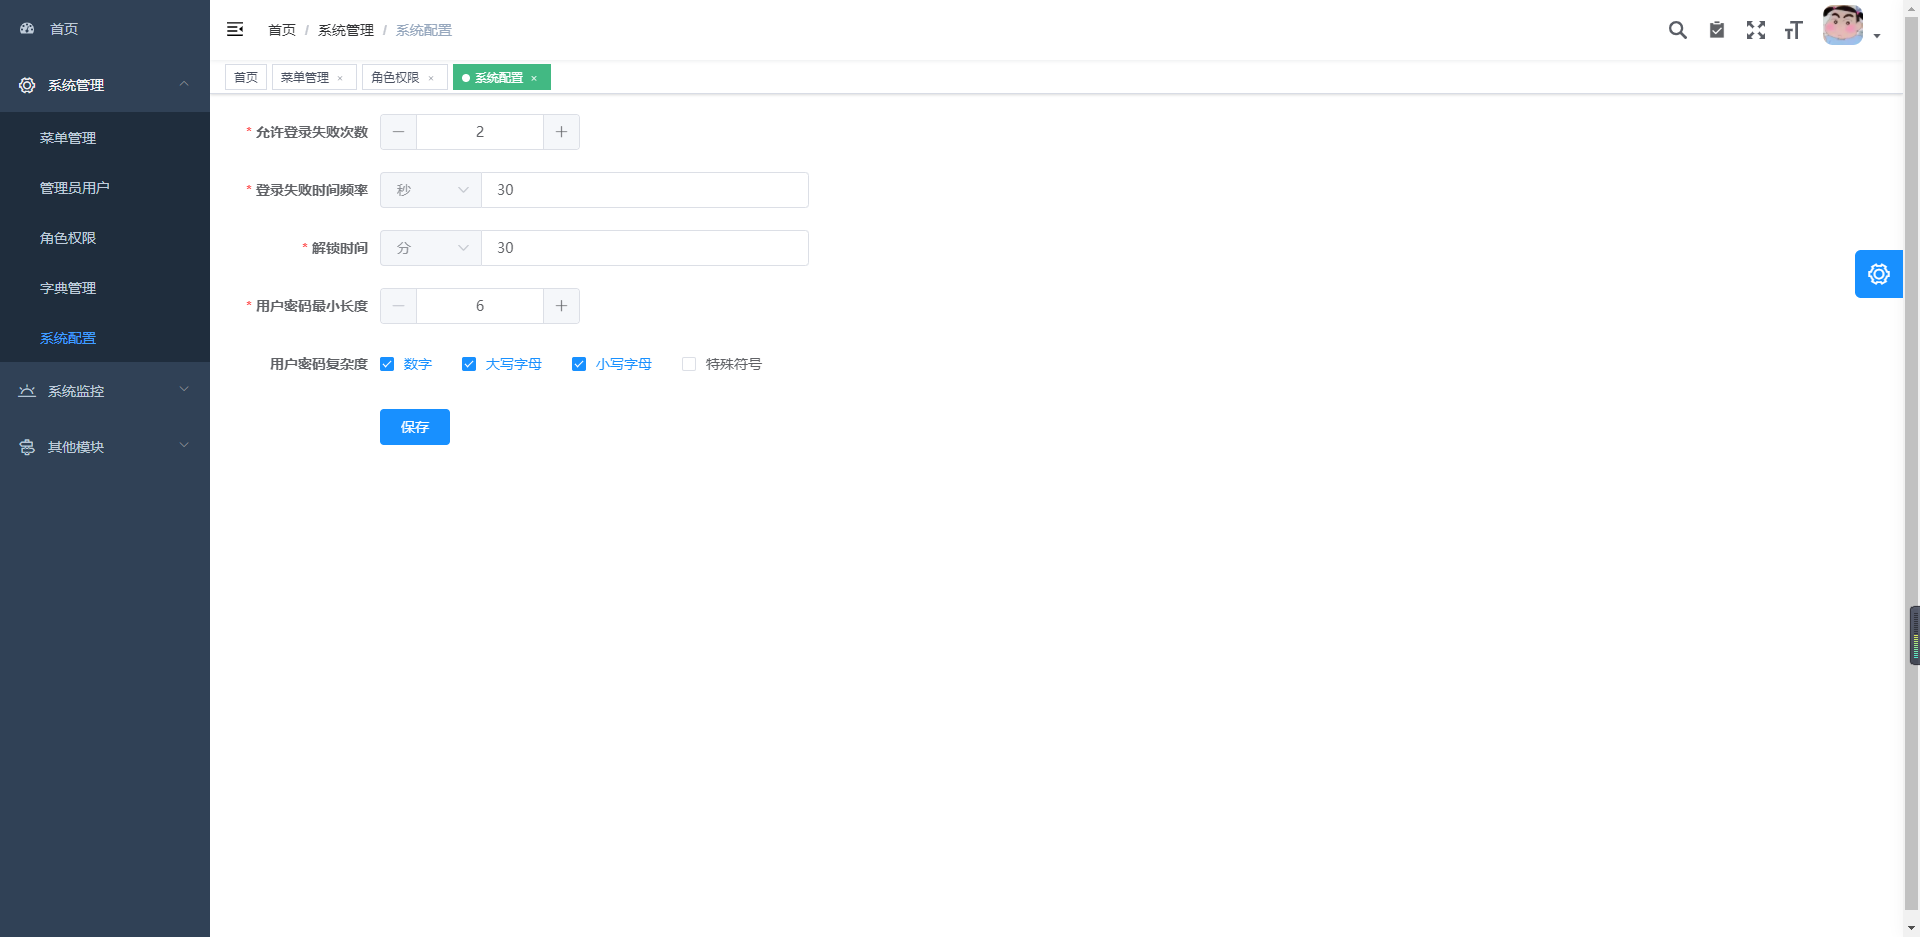 首页
系统管理
菜单管理
管理员用户
角色权限
字典管理
系统配置
系统监控
其他模块
首页 / 系统管理 / 系统配置
首页 菜单管理 × 角色权限 × 系统配置 ×
* 允许登录失败次数 2
* 登录失败时间频率 秒 30
* 解锁时间 分 30
* 用户密码最小长度 6
用户密码复杂度 数字 大写字母 小写字母 特殊符号
保存